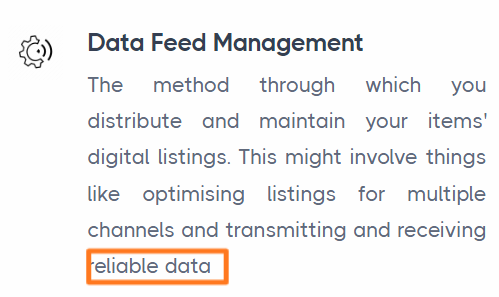 Data Feed Management
The method through which you
distribute and maintain your items'
digital listings. This might involve things
like optimising listings for multiple
channels and transmitting and receiving
reliable data